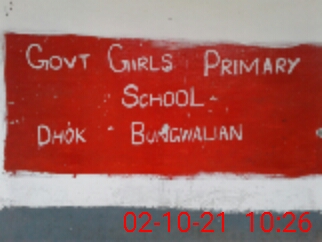 GOVT GIRLS PRIMARY
SCHOOL-
DHOK BUNGWALIAN
02-10-21 10:26